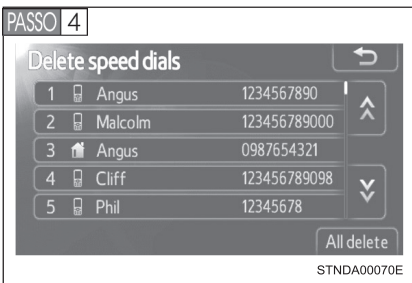 PASSO 4
Delete speed dials
1 Angus 1234567890
2 Malcolm 123456789000
3 Angus 0987654321
4 Cliff 123456789098
5 Phil 12345678
All delete
STNDA00070E